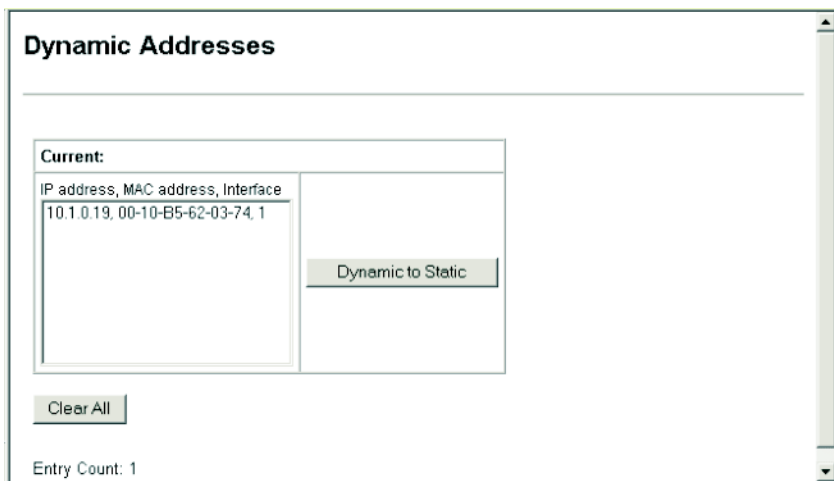 Dynamic Addresses
Current:
IP address, MAC address, Interface
10.1.0.19, 00-10-B5-62-03-74, 1
Dynamic to Static
Clear All
Entry Count: 1